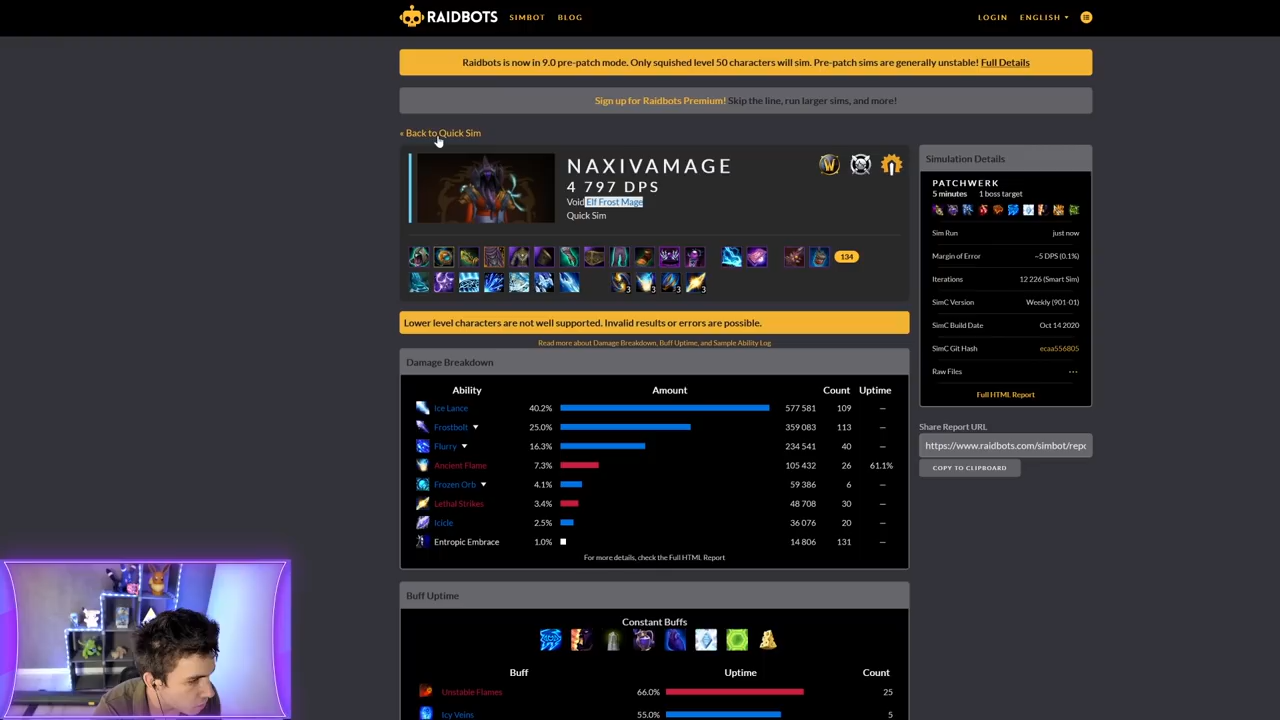 RAIDBOTS SIMBOT BLOG LOGIN ENGLISH
Raidbots is now in 9.0 pre-patch mode. Only squished level 50 characters will sim. Pre-patch sims are generally unstable! Full Details
Sign up for Raidbots Premium! Skip the line, run larger sims, and more!
« Back to Quick Sim
NAXIVAMAGE
4 797 DPS
Void Elf Frost Mage
Quick Sim
134
3 3 3 3
Lower level characters are not well supported. Invalid results or errors are possible.
Read more about Damage Breakdown, Buff Uptime, and Sample Ability Log
Damage Breakdown
Ability Amount Count Uptime
Ice Lance 40.2% 577 581 109 —
Frostbolt 25.0% 359 083 113 —
Flurry 16.3% 234 541 40 —
Ancient Flame 7.3% 105 432 26 61.1%
Frozen Orb 4.1% 59 386 6 —
Lethal Strikes 3.4% 48 708 30 —
Icicle 2.5% 36 076 20 —
Entropic Embrace 1.0% 14 806 131 —
For more details, check the Full HTML Report
Buff Uptime
Constant Buffs
Buff Uptime Count
Unstable Flames 66.0% 25
Icy Veins 55.0% 5
Simulation Details
PATCHWERK
5 minutes 1 boss target
Sim Run just now
Margin of Error ~5 DPS (0.1%)
Iterations 12 226 (Smart Sim)
SimC Version Weekly (901-01)
SimC Build Date Oct 14 2020
SimC Git Hash ecaa556805
Raw Files ---
Full HTML Report
Share Report URL
https://www.raidbots.com/simbot/repo
COPY TO CLIPBOARD